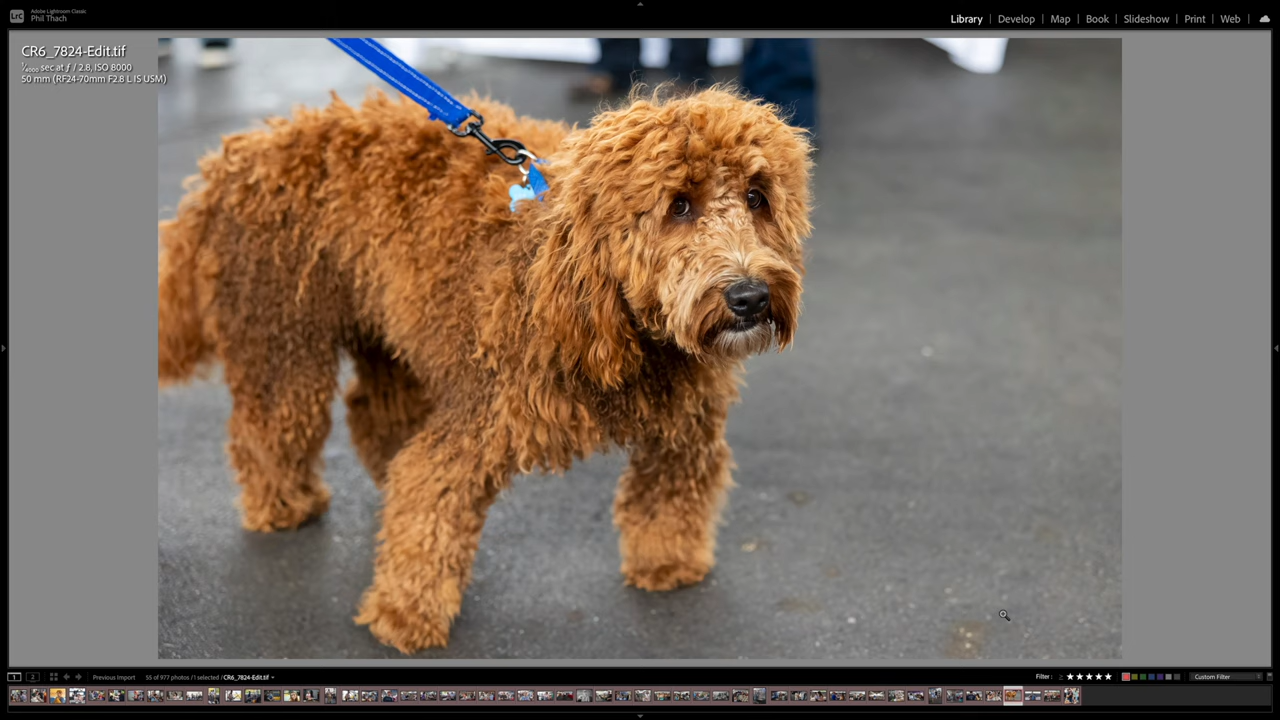 LrC
Adobe Lightroom Classic
Phil Thach
Library | Develop | Map | Book | Slideshow | Print | Web
CR6_7824-Edit.tif
sec at ƒ / 2.8, ISO 8000
50 mm (RF24-70mm F2.8 L IS USM)
1 2 Previous Import 55 of 977 photos / 1 selected / CR6_7824-Edit.tif Filter : ≥ ★★★★★ Custom Filter